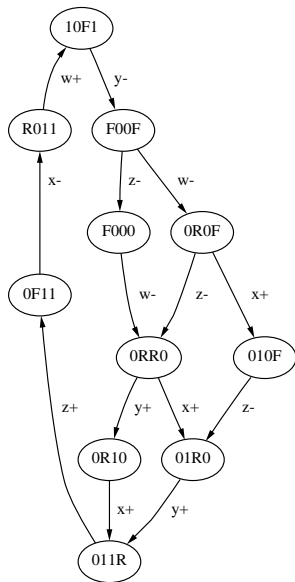 10F1
w+
y-
R011
F00F
z-
w-
x-
F000
0R0F
w-
z-
x+
0F11
0RR0
010F
z+
y+
x+
z-
0R10
01R0
x+
y+
011R